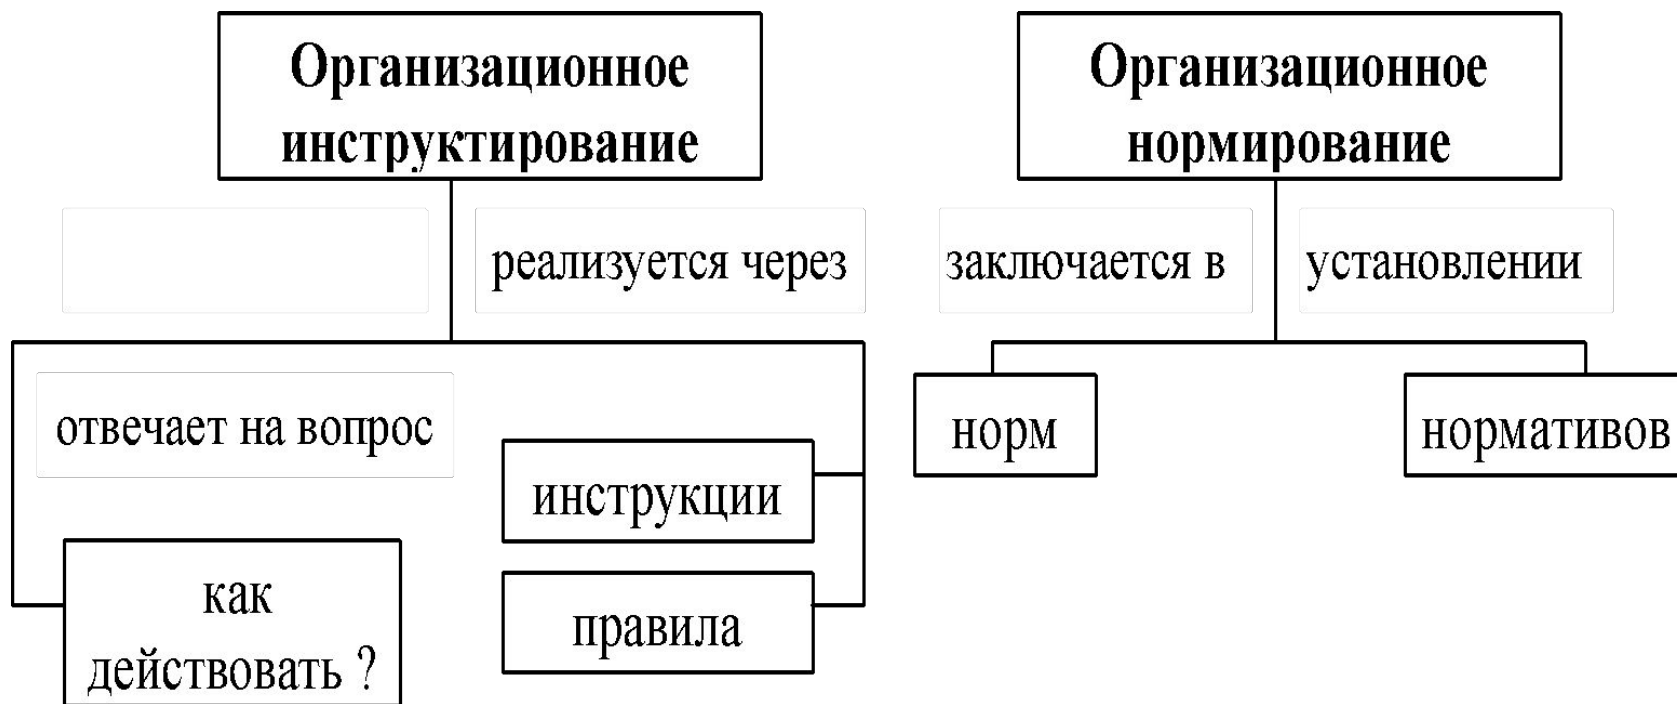 Организационное
инструктирование
реализуется через
отвечает на вопрос
как
действовать ?
инструкции
правила
Организационное
нормирование
заключается в
установлении
норм
нормативов